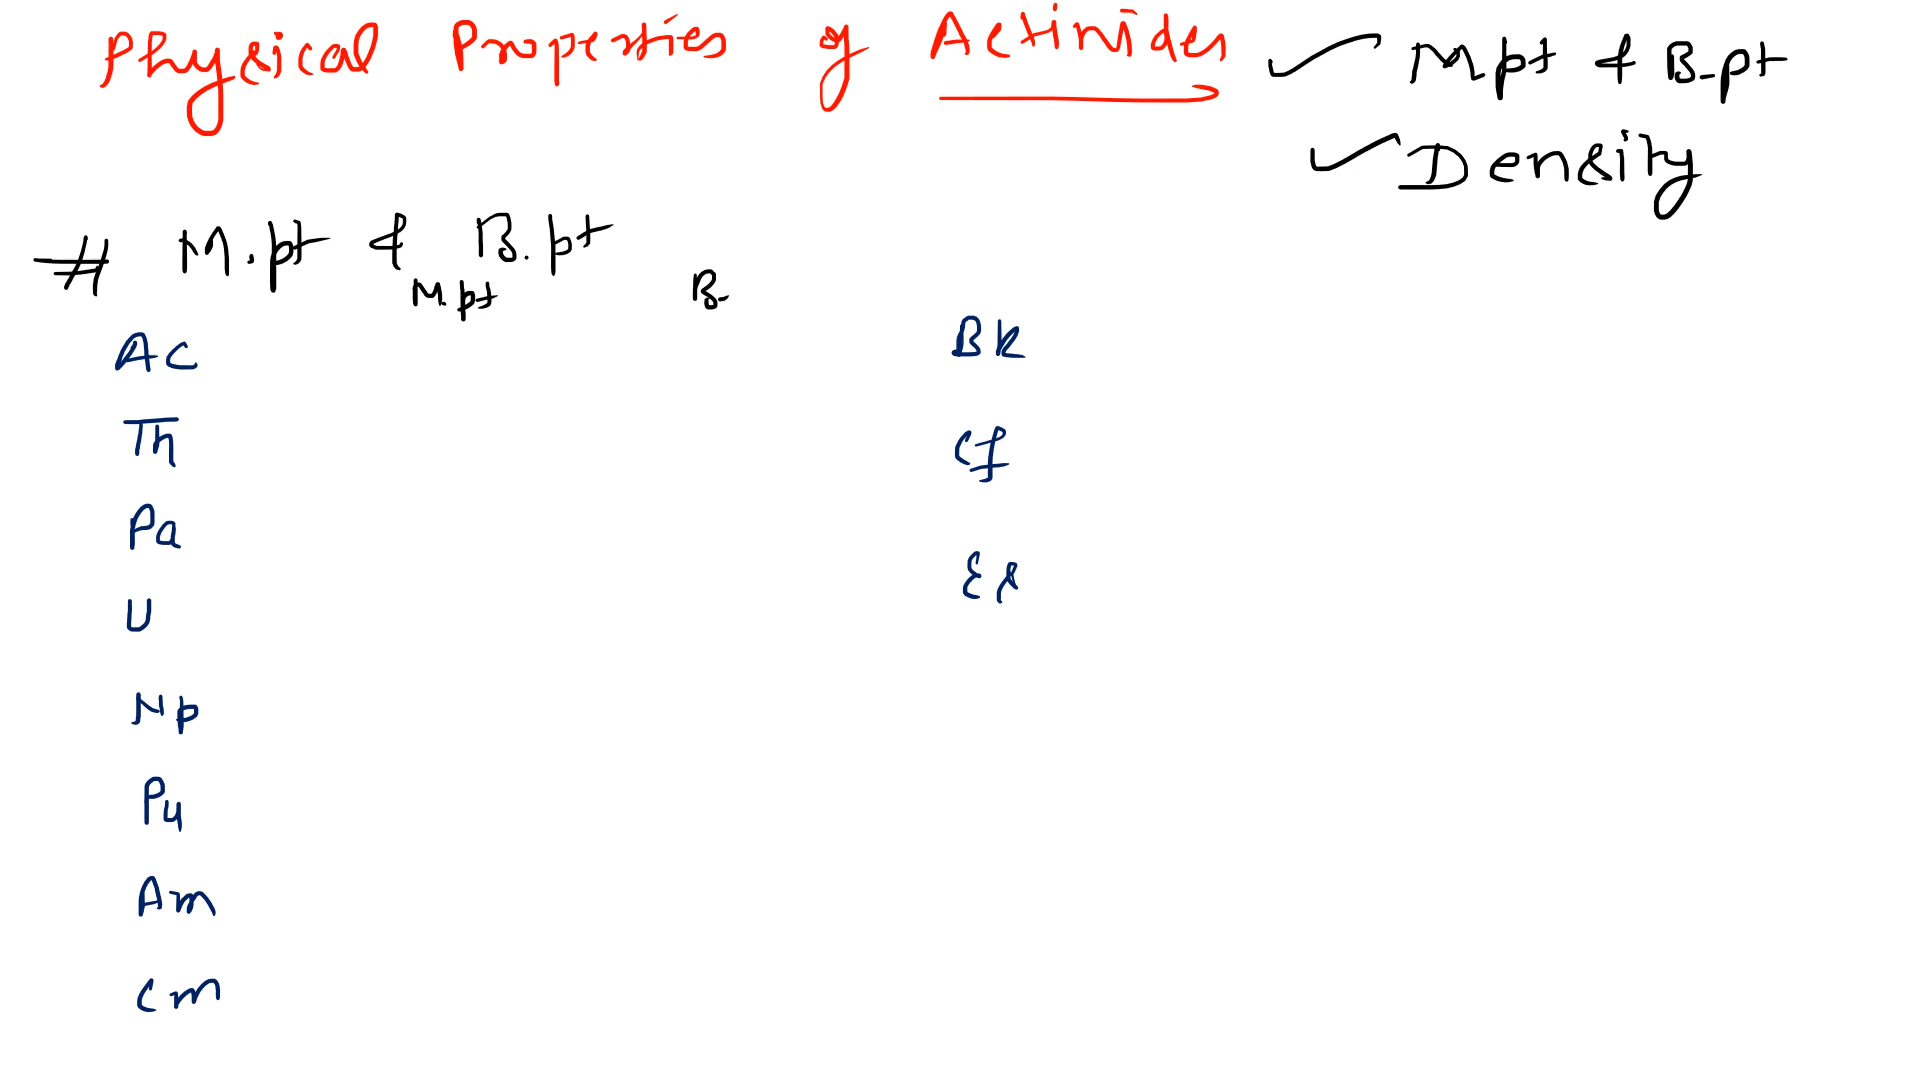 Physical Properties of Actinides
M.pt & B.pt
Density
# M.pt & B.pt
M.pt B.
Ac
Th
Pa
U
Np
Pu
Am
Cm
Bk
Cf
Es